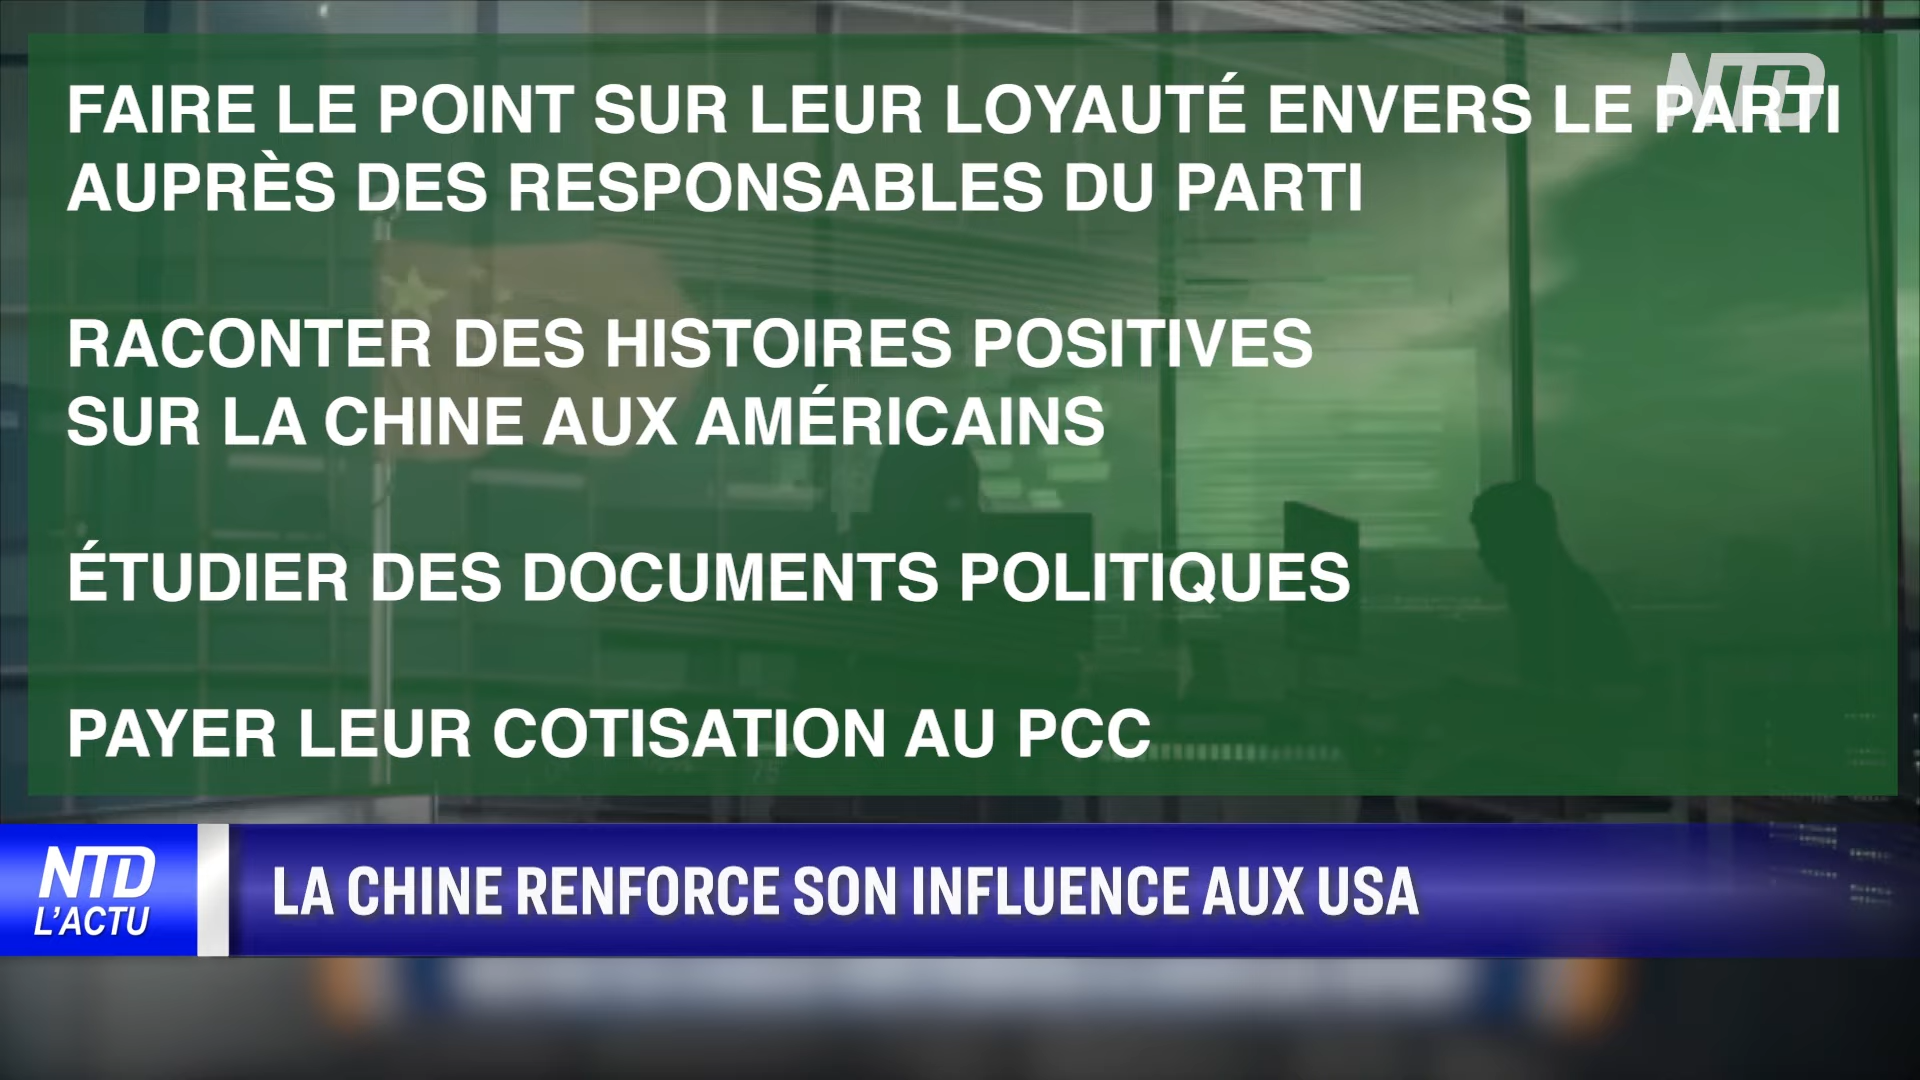 NTD
FAIRE LE POINT SUR LEUR LOYAUTÉ ENVERS LE PARTI
AUPRÈS DES RESPONSABLES DU PARTI
RACONTER DES HISTOIRES POSITIVES
SUR LA CHINE AUX AMÉRICAINS
ÉTUDIER DES DOCUMENTS POLITIQUES
PAYER LEUR COTISATION AU PCC
NTD
L'ACTU
LA CHINE RENFORCE SON INFLUENCE AUX USA